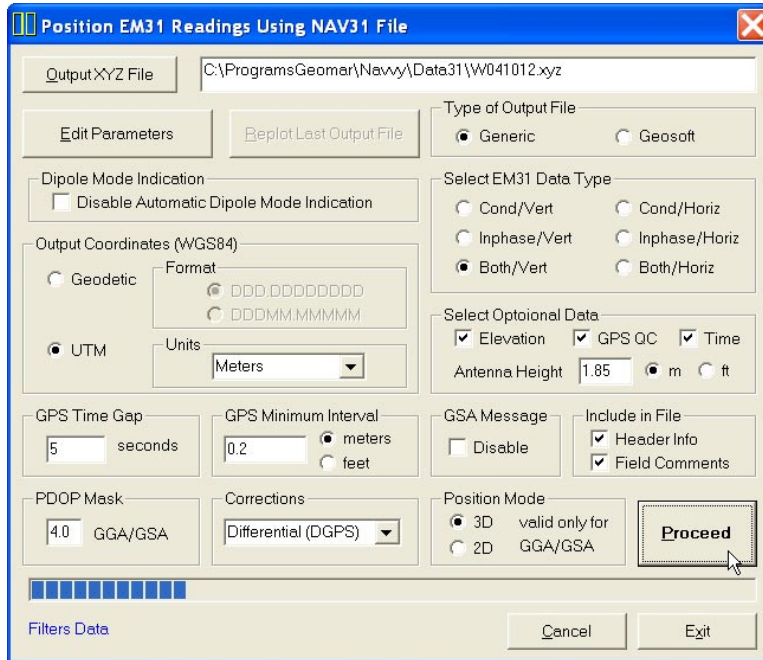 Position EM31 Readings Using NAV31 File
Output XYZ File
C:\ProgramsGeomar\Navvy\Data31\W041012.xyz
Edit Parameters
Replot Last Output File
Type of Output File
Generic
Geosoft
Dipole Mode Indication
Disable Automatic Dipole Mode Indication
Select EM31 Data Type
Cond/Vert
Cond/Horiz
Inphase/Vert
Inphase/Horiz
Both/Vert
Both/Horiz
Output Coordinates (WGS84)
Geodetic
Format
DDD.DDDDDDDD
DDDMM.MMMMM
UTM
Units
Meters
Select Optoional Data
Elevation
GPS QC
Time
Antenna Height
1.85
m
ft
GPS Time Gap
5
seconds
GPS Minimum Interval
0.2
meters
feet
GSA Message
Disable
Include in File
Header Info
Field Comments
PDOP Mask
4.0
GGA/GSA
Corrections
Differential (DGPS)
Position Mode
3D
2D
valid only for
GGA/GSA
Proceed
Filters Data
Cancel
Exit